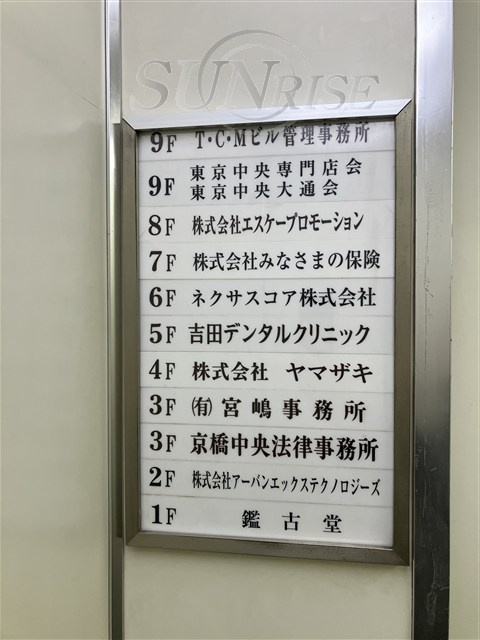 SUNRISE
9F T・C・Mビル管理事務所
9F 東京中央専門店会
東京中央大通会
8F 株式会社エスケープロモーション
7F 株式会社みなさまの保険
6F ネクサスコア株式会社
5F 吉田デンタルクリニック
4F 株式会社 ヤマザキ
3F ㈲宮嶋事務所
3F 京橋中央法律事務所
2F 株式会社アーバンエックステクノロジーズ
1F 鑑古堂